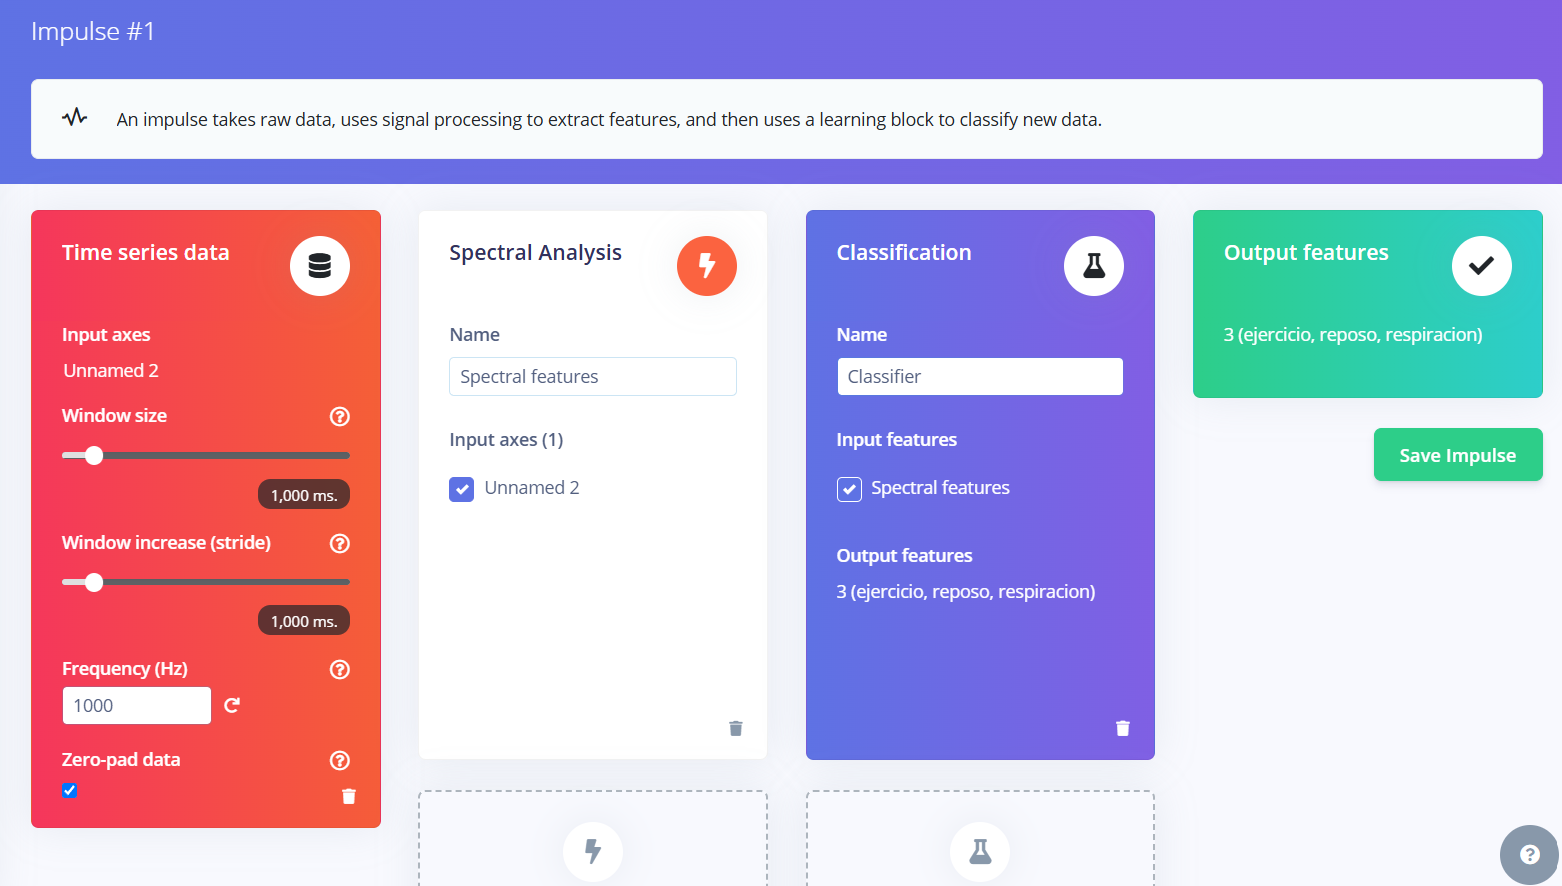 Impulse #1
An impulse takes raw data, uses signal processing to extract features, and then uses a learning block to classify new data.
Time series data
Input axes
Unnamed 2
Window size
1,000 ms.
Window increase (stride)
1,000 ms.
Frequency (Hz)
1000
Zero-pad data
Spectral Analysis
Name
Spectral features
Input axes (1)
Unnamed 2
Classification
Name
Classifier
Input features
Spectral features
Output features
3 (ejercicio, reposo, respiracion)
Output features
3 (ejercicio, reposo, respiracion)
Save Impulse